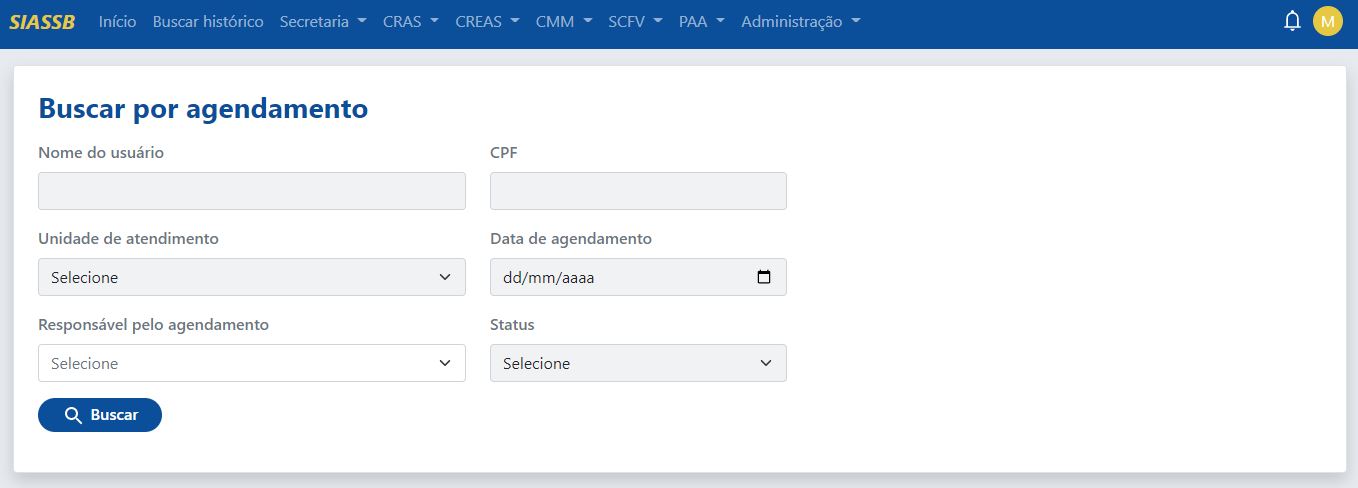 SIASSB Início Buscar histórico Secretaria CRAS CREAS CMM SCFV PAA Administração M
Buscar por agendamento
Nome do usuário CPF
Unidade de atendimento Data de agendamento
Selecione dd/mm/aaaa
Responsável pelo agendamento Status
Selecione Selecione
Buscar